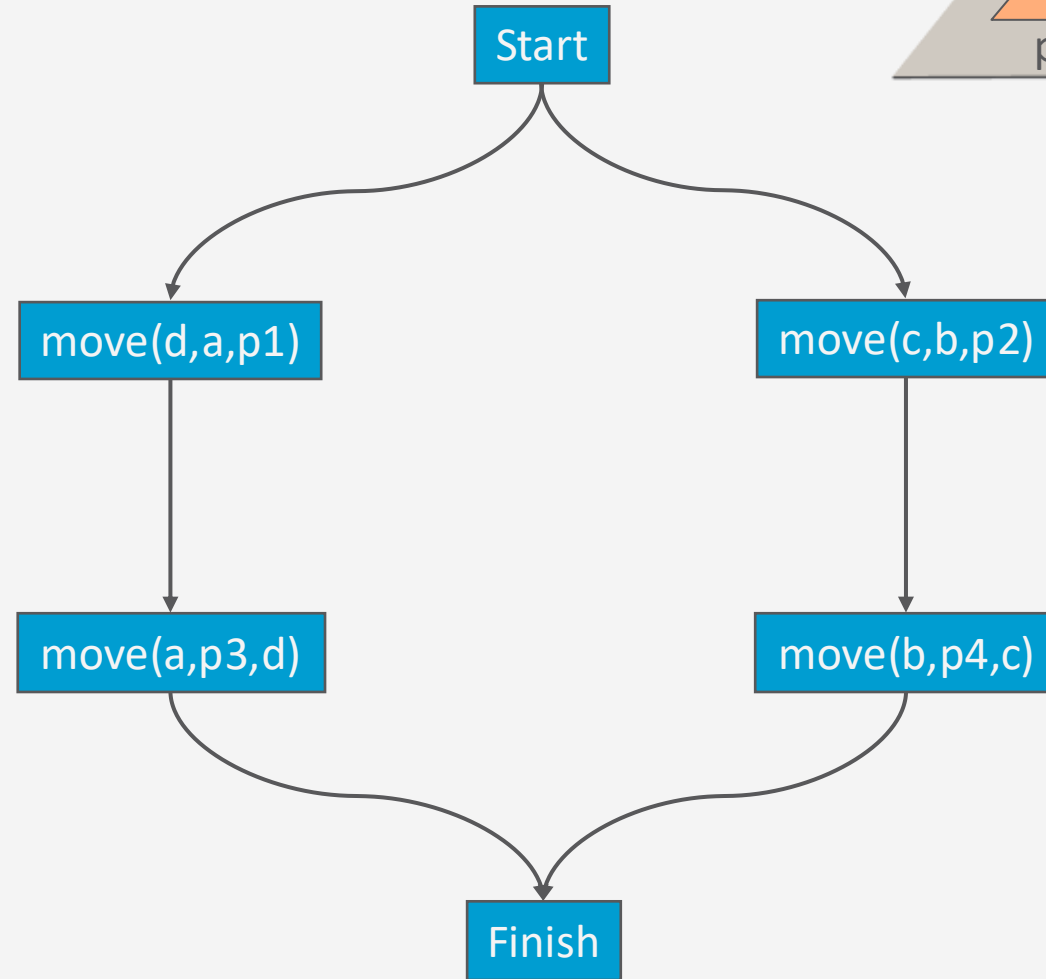 Start
p
move(d,a,p1)
move(c,b,p2)
move(a,p3,d)
move(b,p4,c)
Finish